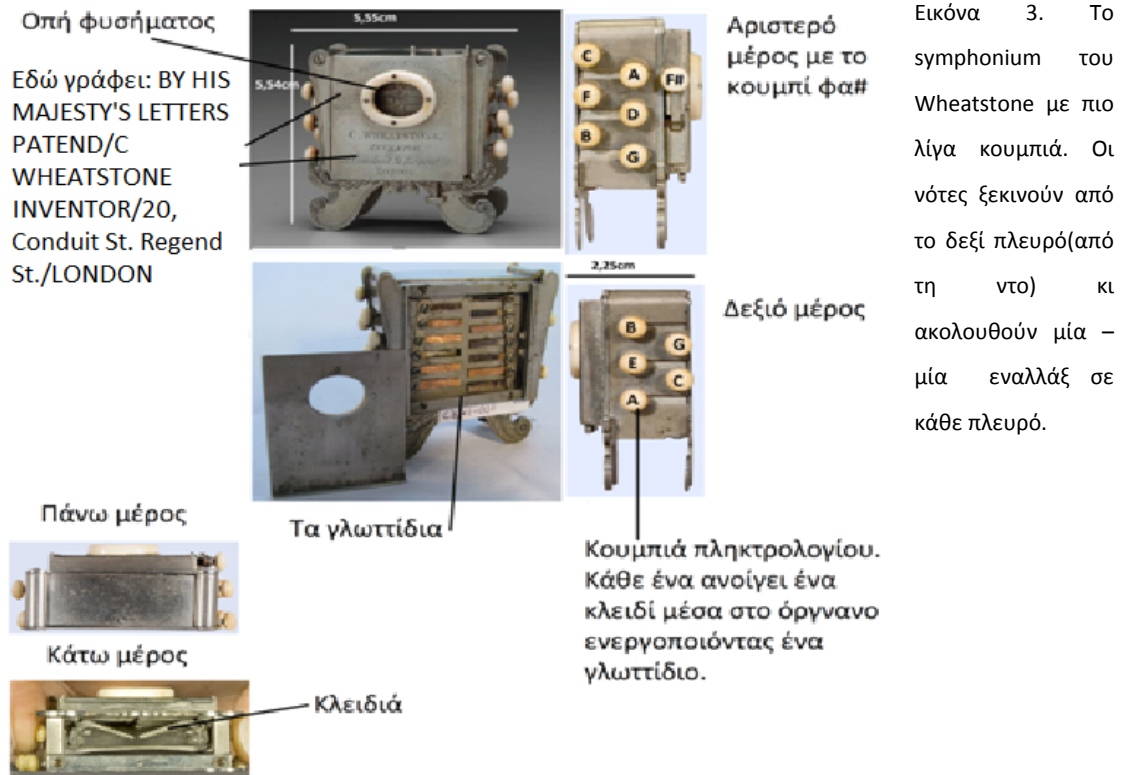 Οπή φυσήματος
Εδώ γράφει: BY HIS
MAJESTY'S LETTERS
PATEND/C
WHEATSTONE
INVENTOR/20,
Conduit St. Regend
St./LONDON
5,55cm
5,54cm
C. WHEATSTONE,
INVENTOR
C
A
F#
F
D
B
G
Αριστερό
μέρος με το
κουμπί φα#
Εικόνα 3. Το
symphonium του
Wheatstone με πιο
λίγα κουμπιά. Οι
νότες ξεκινούν από
το δεξί πλευρό(από
τη ντο) κι
ακολουθούν μία –
μία εναλλάξ σε
κάθε πλευρό.
2,25cm
B
G
E
C
A
Δεξιό μέρος
Τα γλωττίδια
Κουμπιά πληκτρολογίου.
Κάθε ένα ανοίγει ένα
κλειδί μέσα στο όργνανο
ενεργοποιόντας ένα
γλωττίδιο.
Πάνω μέρος
Κάτω μέρος
Κλειδιά